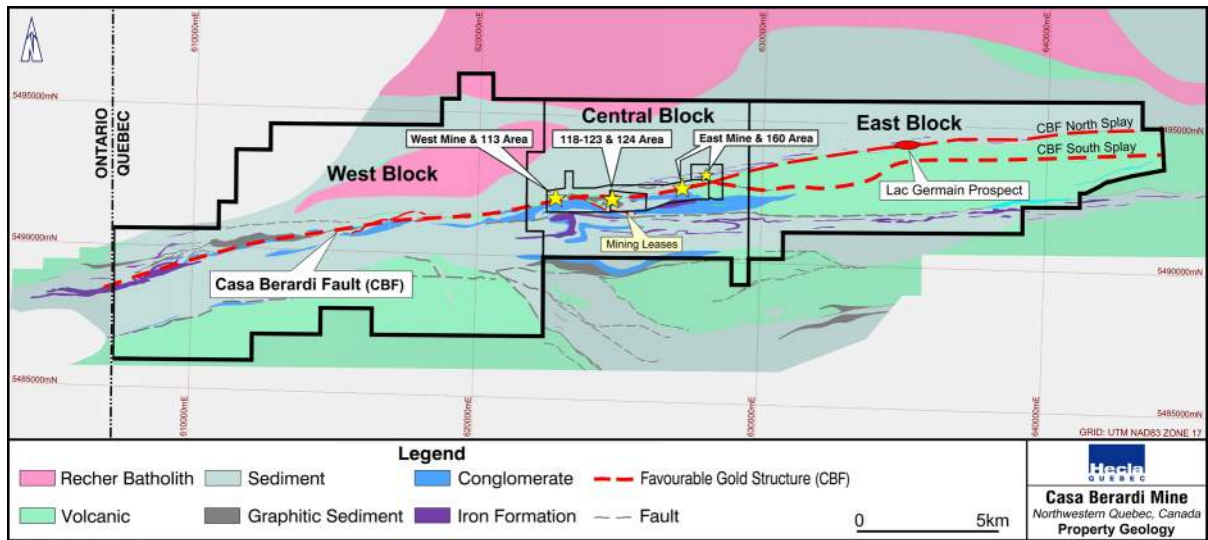 610000mE
620000mE
630000mE
640000mE
5495000mN
5495000mN
ONTARIO
QUEBEC
Central Block
West Mine & 113 Area
118-123 & 124 Area
East Mine & 160 Area
East Block
CBF North Splay
CBF South Splay
West Block
Lac Germain Prospect
Mining Leases
5490000mN
5490000mN
Casa Berardi Fault (CBF)
5485000mN
5485000mN
610000mE
620000mE
630000mE
640000mE
GRID: UTM NAD83 ZONE 17
Legend
Recher Batholith
Sediment
Conglomerate
Favourable Gold Structure (CBF)
Volcanic
Graphitic Sediment
Iron Formation
Fault
0 5km
Hecla
QUEBEC
Casa Berardi Mine
Northwestern Quebec, Canada
Property Geology